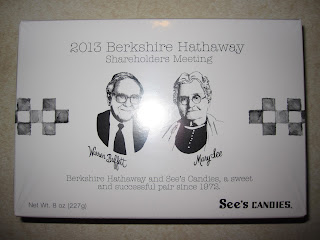 2013 Berkshire Hathaway
Shareholders Meeting
Warren Buffett
Mary See
Berkshire Hathaway and See's Candies, a sweet
and successful pair since 1972.
Net Wt. 8 oz (227g)
See's CANDIES.